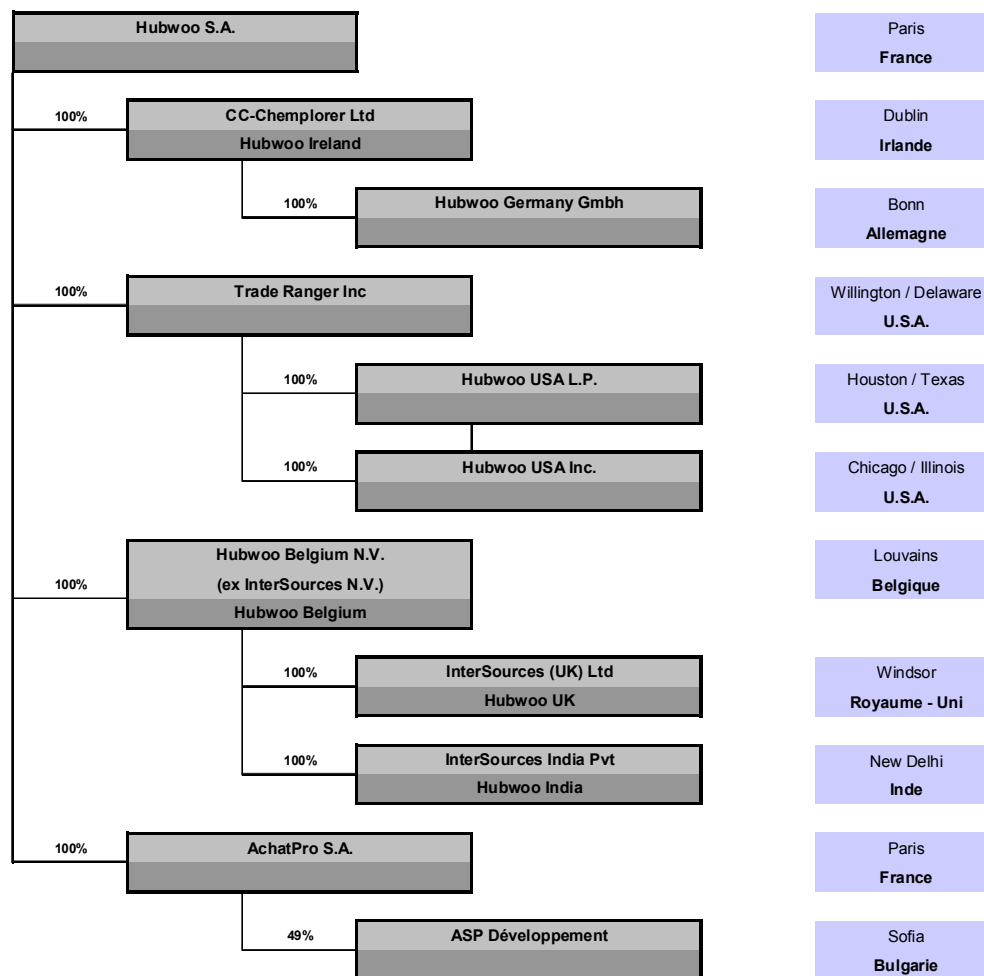 Hubwoo S.A.
Paris
France
100%
CC-Chemplorer Ltd
Hubwoo Ireland
Dublin
Irlande
100%
Hubwoo Germany Gmbh
Bonn
Allemagne
100%
Trade Ranger Inc
Willington / Delaware
U.S.A.
100%
Hubwoo USA L.P.
Houston / Texas
U.S.A.
100%
Hubwoo USA Inc.
Chicago / Illinois
U.S.A.
100%
Hubwoo Belgium N.V.
(ex InterSources N.V.)
Hubwoo Belgium
Louvains
Belgique
100%
InterSources (UK) Ltd
Hubwoo UK
Windsor
Royaume - Uni
100%
InterSources India Pvt
Hubwoo India
New Delhi
Inde
100%
AchatPro S.A.
Paris
France
49%
ASP Développement
Sofia
Bulgarie